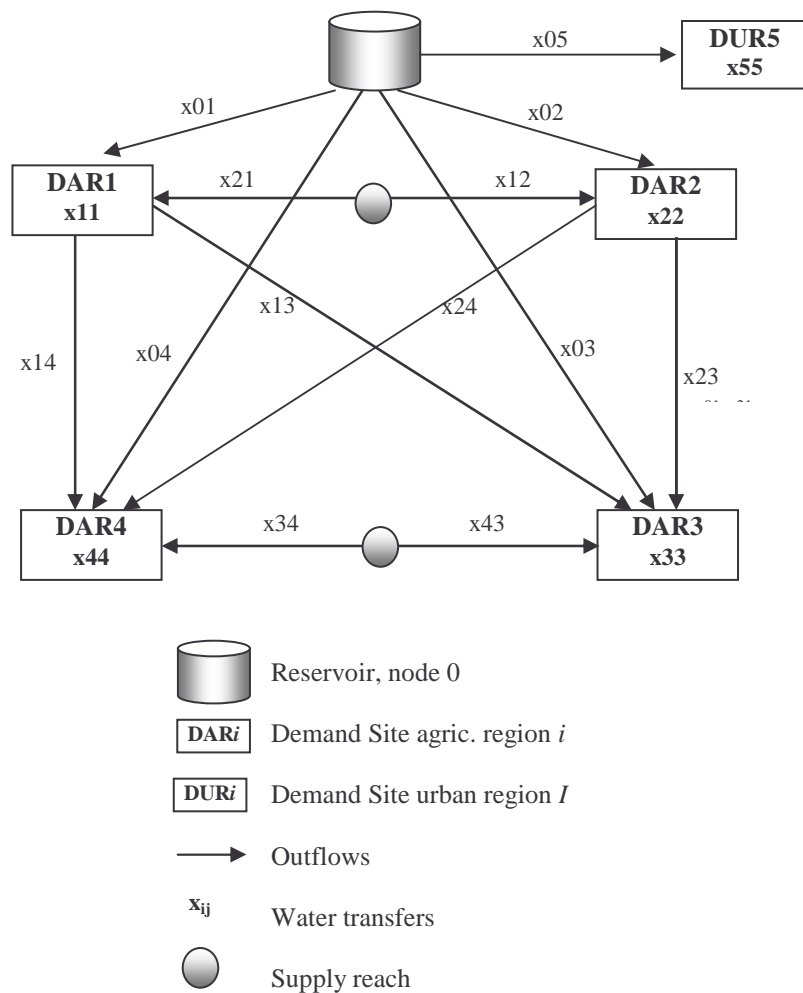 x05
DUR5
x55
x01
x02
DAR1
x11
x21
x12
DAR2
x22
x13
x24
x14
x04
x03
x23
DAR4
x44
x34
x43
DAR3
x33
Reservoir, node 0
DARi
Demand Site agric. region i
DURi
Demand Site urban region I
Outflows
xij
Water transfers
Supply reach